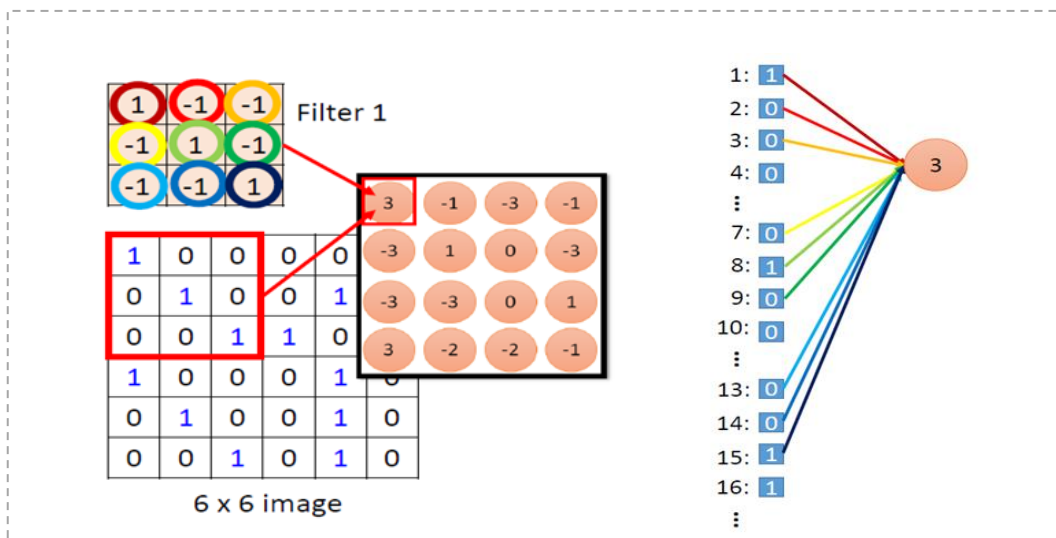 1 -1 -1
Filter 1
-1 1 -1
-1 -1 1
3 -1 -3 -1
-3 1 0 -3
-3 -3 0 1
3 -2 -2 -1
1 0 0 0 0
0 1 0 0 1
0 0 1 1
1 0 0 0 1
0 1 0 0 1 0
0 0 1 0 1 0
6 x 6 image
1: 1
2: 0
3: 0
4: 0
⋮
7: 0
8: 1
9: 0
10: 0
⋮
13: 0
14: 0
15: 1
16: 1
⋮
3